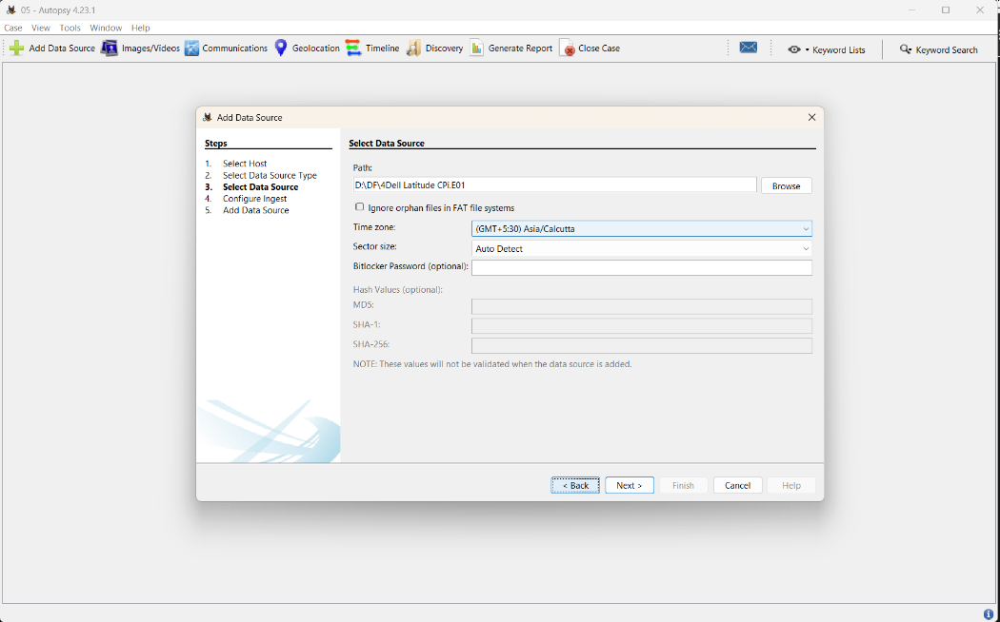 05 - Autopsy 4.23.1
Case View Tools Window Help
Add Data Source Images/Videos Communications Geolocation Timeline Discovery Generate Report Close Case Keyword Lists Keyword Search
Add Data Source
Steps
1. Select Host
2. Select Data Source Type
3. Select Data Source
4. Configure Ingest
5. Add Data Source
Select Data Source
Path:
D:\DF\4Dell Latitude CPi.E01 Browse
Ignore orphan files in FAT file systems
Time zone: (GMT+5:30) Asia/Calcutta
Sector size: Auto Detect
Bitlocker Password (optional):
Hash Values (optional):
MD5:
SHA-1:
SHA-256:
NOTE: These values will not be validated when the data source is added.
< Back Next > Finish Cancel Help